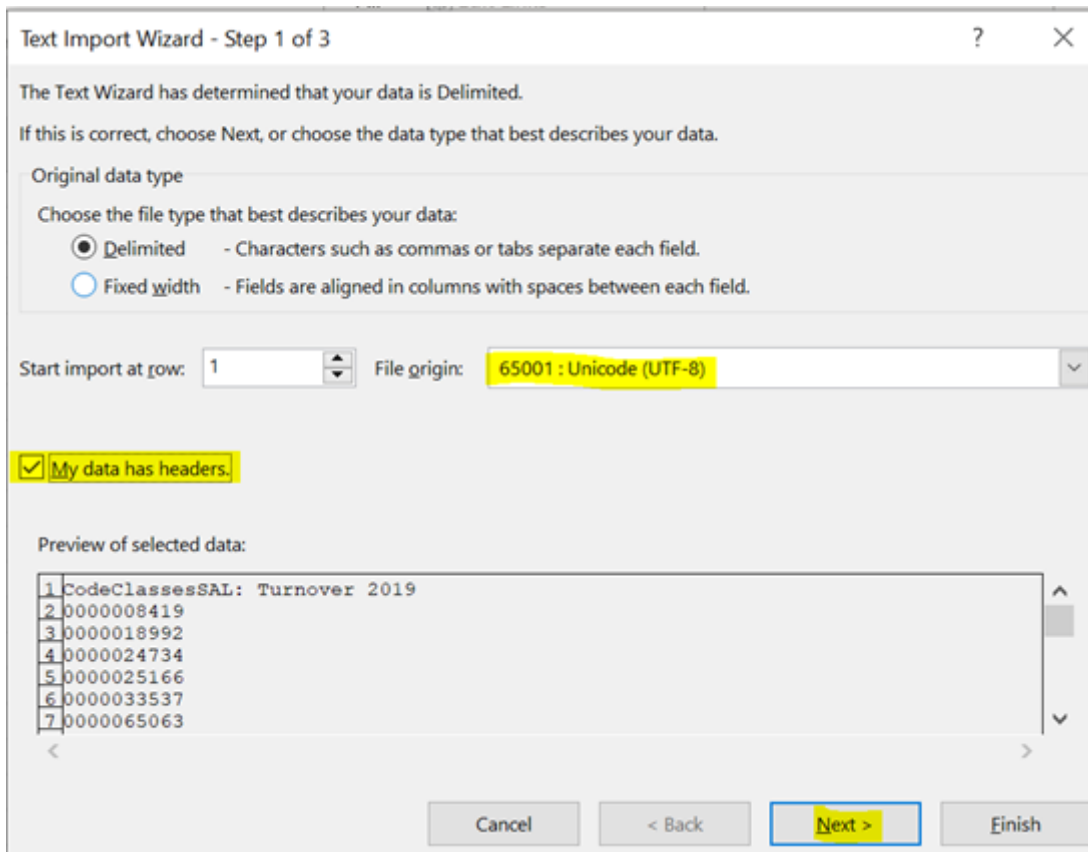 Text Import Wizard - Step 1 of 3 ?
The Text Wizard has determined that your data is Delimited.
If this is correct, choose Next, or choose the data type that best describes your data.
Original data type
Choose the file type that best describes your data:
Delimited - Characters such as commas or tabs separate each field.
Fixed width - Fields are aligned in columns with spaces between each field.
Start import at row: 1 File origin: 65001 : Unicode (UTF-8)
My data has headers.
Preview of selected data:
1 CodeClassesSAL: Turnover 2019
2 0000008419
3 0000018992
4 0000024734
5 0000025166
6 0000033537
7 0000065063
Cancel < Back Next > Finish